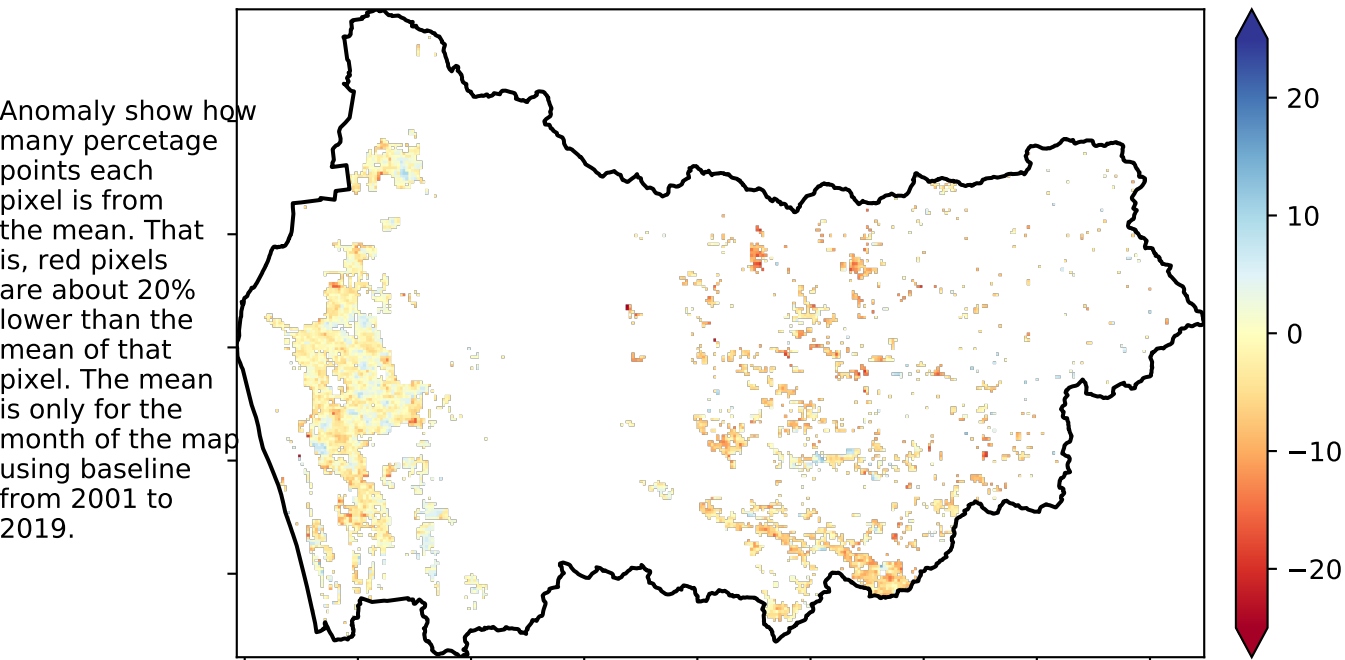 Anomaly show how
many percetage
points each
pixel is from
the mean. That
is, red pixels
are about 20%
lower than the
mean of that
pixel. The mean
is only for the
month of the map
using baseline
from 2001 to
2019.
20
10
0
−10
−20